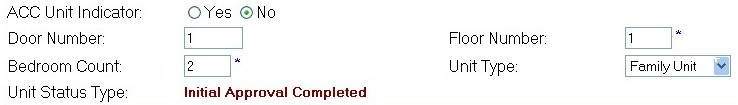 ACC Unit Indicator: Yes No
Door Number: 1 Floor Number: 1 *
Bedroom Count: 2 * Unit Type: Family Unit
Unit Status Type: Initial Approval Completed